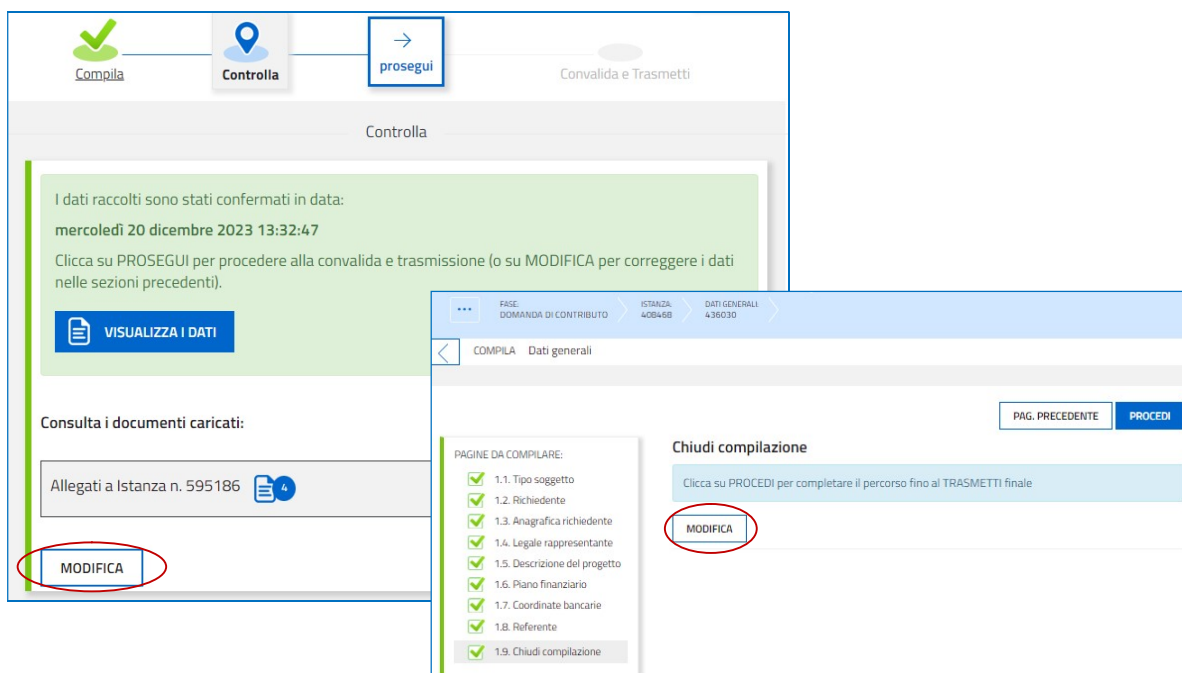 Compila
Controlla
prosegui
Convalida e Trasmetti
Controlla
I dati raccolti sono stati confermati in data:
mercoledì 20 dicembre 2023 13:32:47
Clicca su PROSEGUI per procedere alla convalida e trasmissione (o su MODIFICA per correggere i dati
nelle sezioni precedenti).
VISUALIZZA I DATI
Consulta i documenti caricati:
Allegati a Istanza n. 595186 4
MODIFICA
FASE: ISTANZA: DATI GENERALI:
DOMANDA DI CONTRIBUTO 408468 436030
COMPILA Dati generali
PAG. PRECEDENTE PROCEDI
PAGINE DA COMPILARE:
1.1. Tipo soggetto
1.2. Richiedente
1.3. Anagrafica richiedente
1.4. Legale rappresentante
1.5. Descrizione del progetto
1.6. Piano finanziario
1.7. Coordinate bancarie
1.8. Referente
1.9. Chiudi compilazione
Chiudi compilazione
Clicca su PROCEDI per completare il percorso fino al TRASMETTI finale
MODIFICA